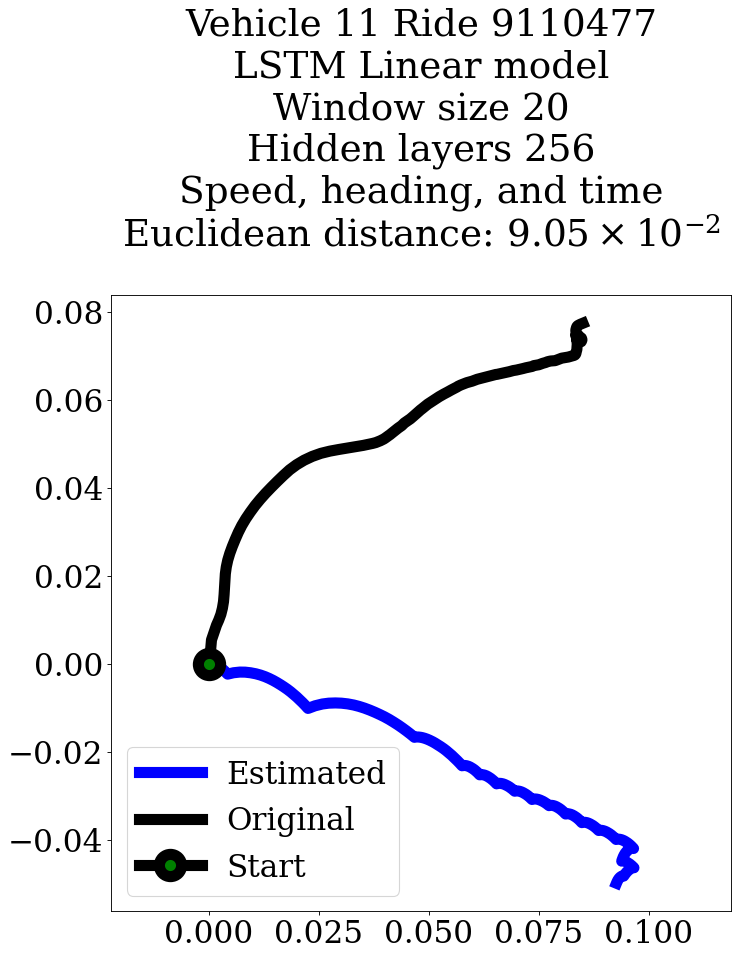 Vehicle 11 Ride 9110477
LSTM Linear model
Window size 20
Hidden layers 256
Speed, heading, and time
Euclidean distance: 9.05 × 10⁻²
0.08
0.06
0.04
0.02
0.00
−0.02
−0.04
Estimated
Original
Start
0.000 0.025 0.050 0.075 0.100